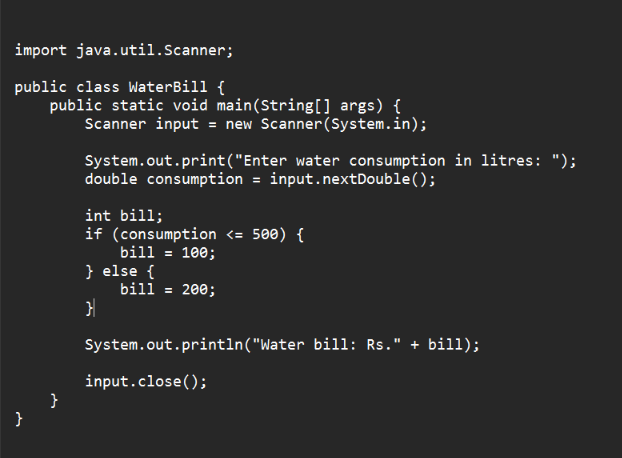 import java.util.Scanner;

public class WaterBill {
    public static void main(String[] args) {
        Scanner input = new Scanner(System.in);

        System.out.print("Enter water consumption in litres: ");
        double consumption = input.nextDouble();

        int bill;
        if (consumption <= 500) {
            bill = 100;
        } else {
            bill = 200;
        }

        System.out.println("Water bill: Rs." + bill);

        input.close();
    }
}